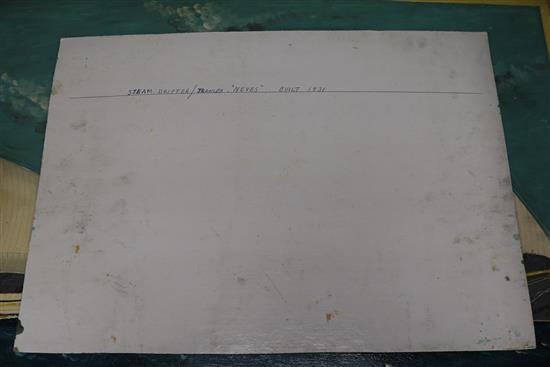 STEAM DRIFTER/TRAWLER. "NEVES" BUILT 1931